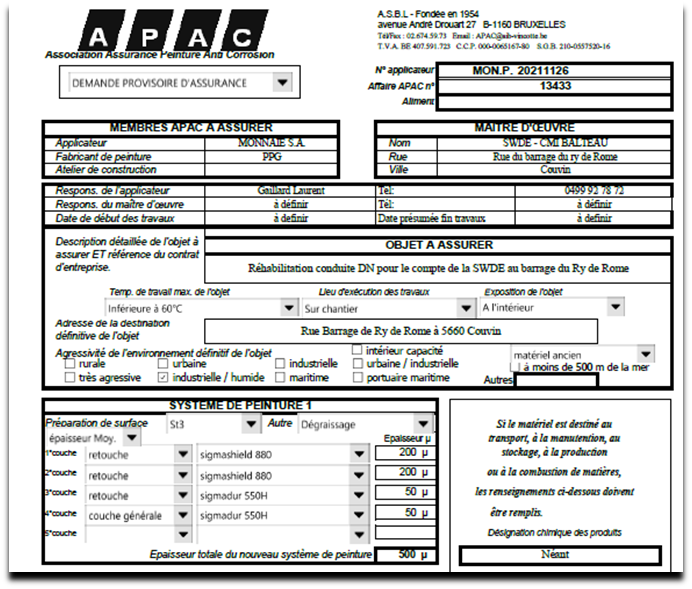 APAC
Association Assurance Peinture Anti Corrosion
A.S.B.L - Fondée en 1954
avenue André Drouart 27 B-1160 BRUXELLES
Tél/Fax : 02.674.59.73 Email : APAC@aib-vincotte.be
T.V.A. BE 407.591.723 C.C.P. 000-0065167-80 S.G.B. 210-0557520-16
DEMANDE PROVISOIRE D'ASSURANCE
N° applicateur MON.P. 20211126
Affaire APAC n° 13433
Aliment
MEMBRES APAC A ASSURER
Applicateur MONNAIE S.A.
Fabricant de peinture PPG
Atelier de construction
MAITRE D'ŒUVRE
Nom SWDE - CMI BALTEAU
Rue Rue du barrage du ry de Rome
Ville Couvin
Respons. de l'applicateur Gaillard Laurent Tel: 0499 92 78 72
Respons. du maître d'œuvre à définir Tél: à définir
Date de début des travaux à définir Date présumée fin travaux à définir
Description détaillée de l'objet à
assurer ET référence du contrat
d'entreprise.
OBJET A ASSURER
Réhabilitation conduite DN pour le compte de la SWDE au barrage du Ry de Rome
Temp. de travail max. de l'objet Lieu d'exécution des travaux Exposition de l'objet
Inférieure à 60°C Sur chantier A l'intérieur
Adresse de la destination
définitive de l'objet
Rue Barrage de Ry de Rome à 5660 Couvin
Agressivité de l'environnement définitif de l'objet intérieur capacité matériel ancien
rurale urbaine industrielle urbaine / industrielle à moins de 500 m de la mer
très agressive industrielle / humide maritime portuaire maritime Autres
SYSTEME DE PEINTURE 1
Préparation de surface St3 Autre Dégraissage
épaisseur Moy. Epaisseur µ
1°couche retouche sigmashield 880 200 µ
2°couche retouche sigmashield 880 200 µ
3°couche retouche sigmadur 550H 50 µ
4°couche couche générale sigmadur 550H 50 µ
5°couche
Epaisseur totale du nouveau système de peinture 500 µ
Si le matériel est destiné au
transport, à la manutention, au
stockage, à la production
ou à la combustion de matières,
les renseignements ci-dessous doivent
être remplis.
Désignation chimique des produits
Néant